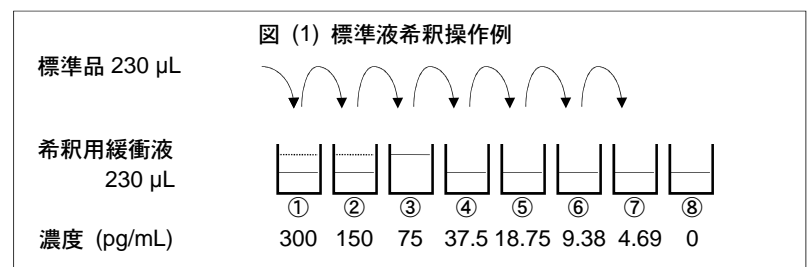 図 (1) 標準液希釈操作例
標準品 230 µL
希釈用緩衝液
230 µL
① ② ③ ④ ⑤ ⑥ ⑦ ⑧
濃度 (pg/mL) 300 150 75 37.5 18.75 9.38 4.69 0